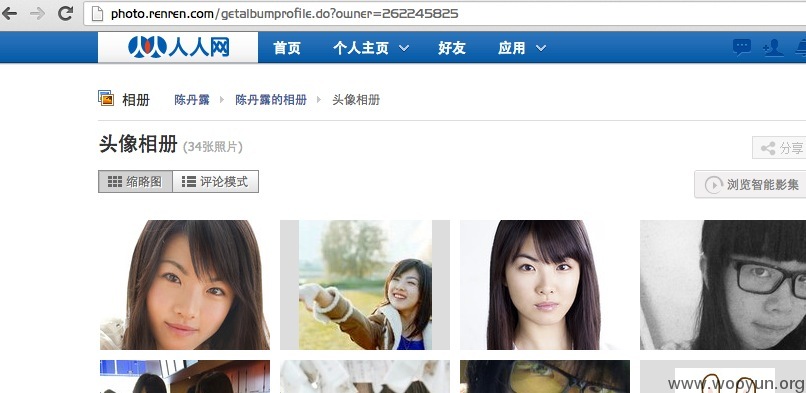 photo.renren.com/getalbumprofile.do?owner=262245825
人人网 首页 个人主页 好友 应用
相册 陈丹露 陈丹露的相册 头像相册
头像相册 (34张照片)
分享
缩略图 评论模式
浏览智能影集
www.wooyun.org